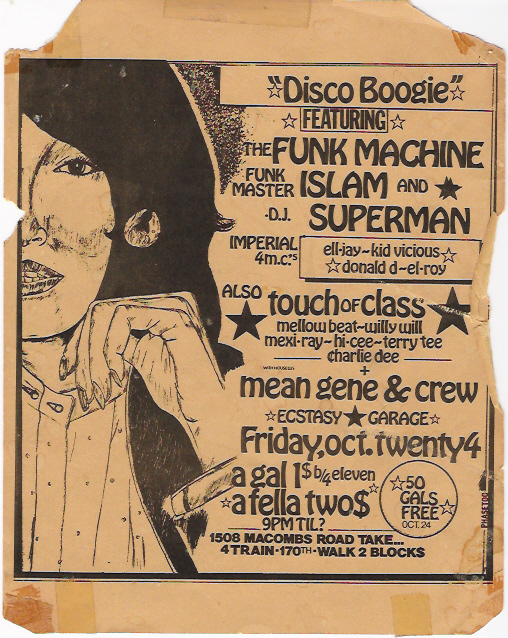 "Disco Boogie"
FEATURING
THE FUNK MACHINE
FUNK MASTER ISLAM AND
D.J. SUPERMAN
IMPERIAL 4m.c.'s
ell-jay~kid vicious
donald d~el-roy
ALSO touch OF class
mellow beat~willy will
mexi-ray~hi-cee~terry tee
charlie dee
+
mean gene & crew
ECSTASY GARAGE
Friday,oct.twenty4
a gal 1$ b/4 eleven
a fella two$
9PM TIL?
50 GALS FREE
OCT. 24
1508 MACOMBS ROAD TAKE...
4 TRAIN·170TH·WALK 2 BLOCKS
PHASETOO